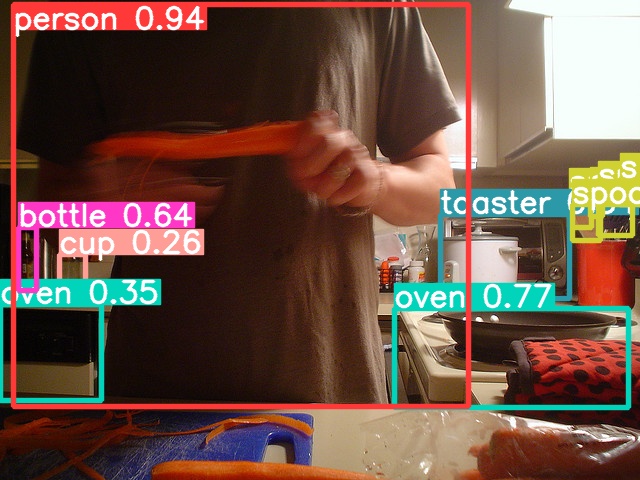 person 0.94
s
spoo
toaster
bottle 0.64
cup 0.26
oven 0.35
oven 0.77